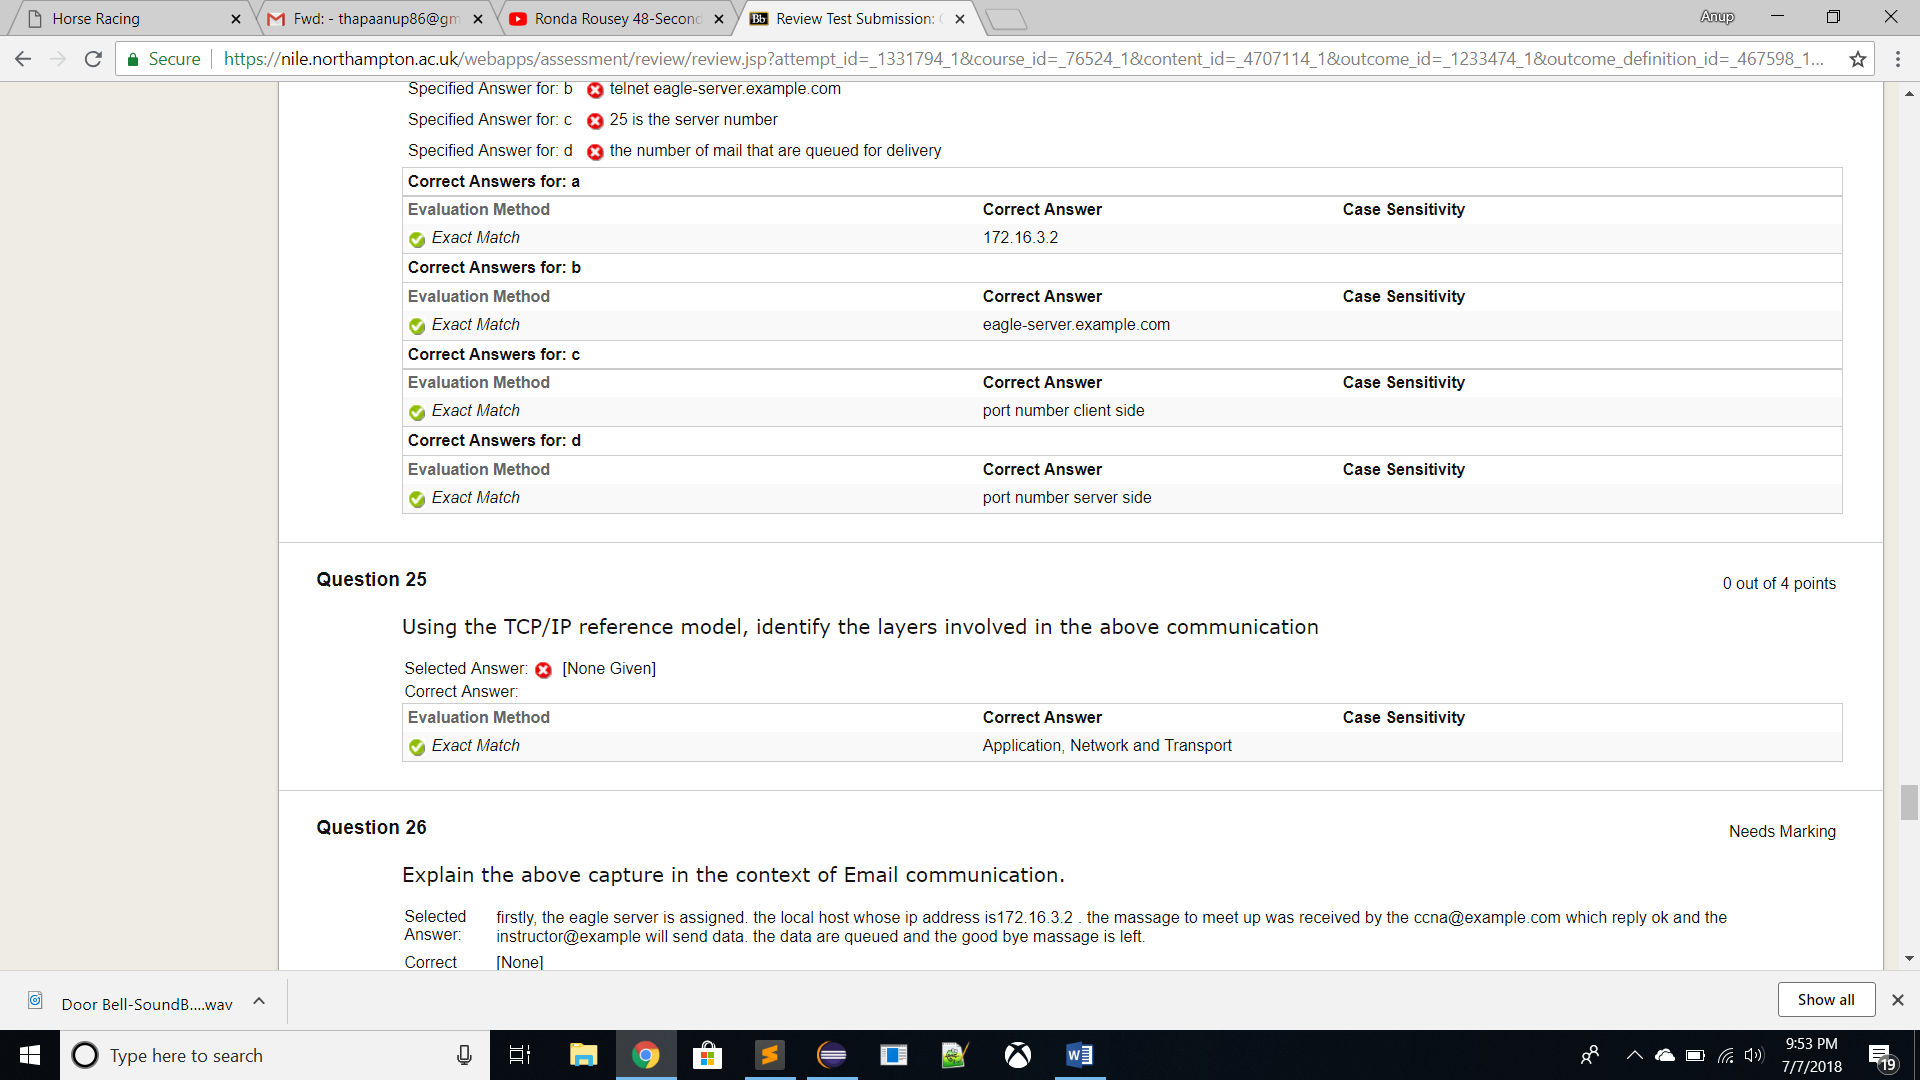 Horse Racing
Fwd: - thapaanup86@gm
Ronda Rousey 48-Second
Bb Review Test Submission:
Anup
Secure https://nile.northampton.ac.uk/webapps/assessment/review/review.jsp?attempt_id=_1331794_1&course_id=_76524_1&content_id=_4707114_1&outcome_id=_1233474_1&outcome_definition_id=_467598_1...
Specified Answer for: b telnet eagle-server.example.com
Specified Answer for: c 25 is the server number
Specified Answer for: d the number of mail that are queued for delivery
Correct Answers for: a
Evaluation Method Correct Answer Case Sensitivity
Exact Match 172.16.3.2
Correct Answers for: b
Evaluation Method Correct Answer Case Sensitivity
Exact Match eagle-server.example.com
Correct Answers for: c
Evaluation Method Correct Answer Case Sensitivity
Exact Match port number client side
Correct Answers for: d
Evaluation Method Correct Answer Case Sensitivity
Exact Match port number server side
Question 25
0 out of 4 points
Using the TCP/IP reference model, identify the layers involved in the above communication
Selected Answer: [None Given]
Correct Answer:
Evaluation Method Correct Answer Case Sensitivity
Exact Match Application, Network and Transport
Question 26
Needs Marking
Explain the above capture in the context of Email communication.
Selected Answer: firstly, the eagle server is assigned. the local host whose ip address is172.16.3.2 . the massage to meet up was received by the ccna@example.com which reply ok and the
instructor@example will send data. the data are queued and the good bye massage is left.
Correct [None]
Door Bell-SoundB....wav
Show all
Type here to search
9:53 PM
7/7/2018
19